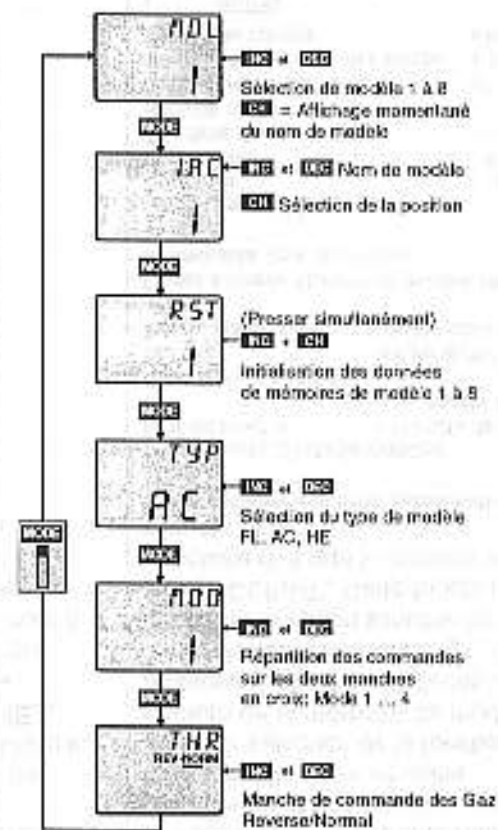 MDL
1
INC et DEC
Sélection de modèle 1 à 8
CH = Affichage momentané
du nom de modèle
MODE
1
INC et DEC Nom de modèle
CH Sélection de la position
MODE
RST
1
(Presser simultanément)
INC + CH
Initialisation des données
de mémoires de modèle 1 à 8
MODE
TYP
AC
INC et DEC
Sélection du type de modèle
FL, AC, HE
MODE
MODE
MOD
1
INC et DEC
Répartition des commandes
sur les deux manches
en croix: Mode 1 ...
MODE
THR
REV NORM
INC et DEC
Manche de commande des Gaz
Reverse/Normal